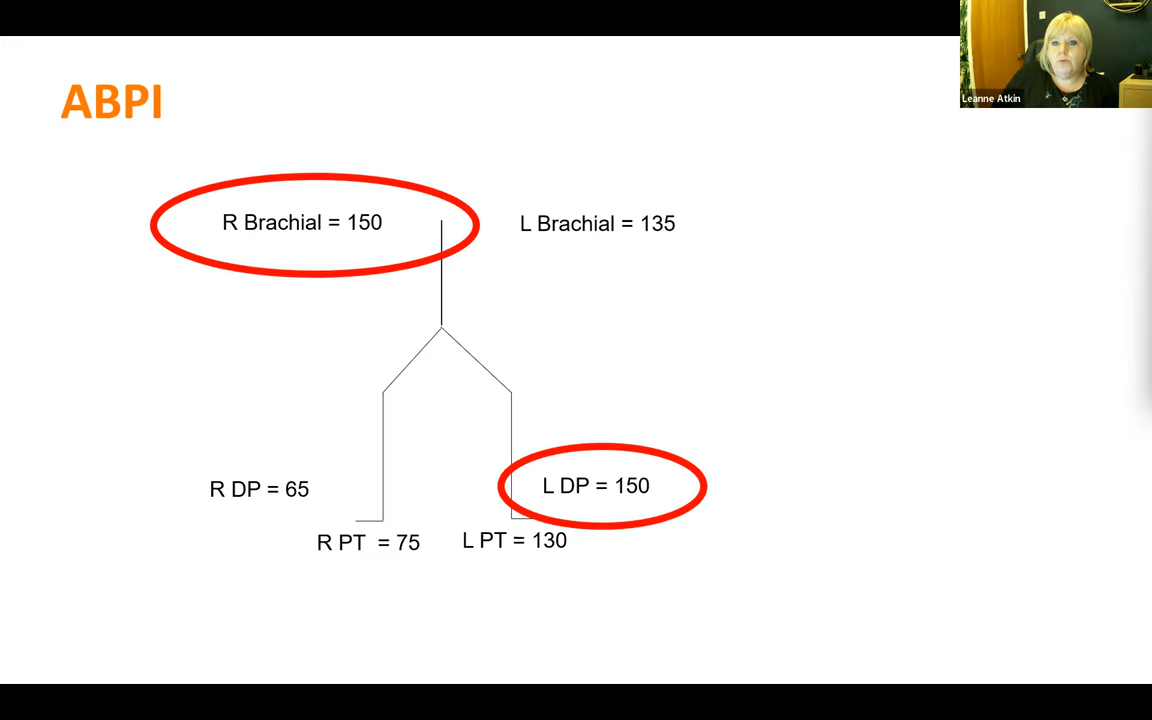 Leanne Atkin
ABPI
R Brachial = 150
L Brachial = 135
R DP = 65
L DP = 150
R PT  = 75
L PT = 130